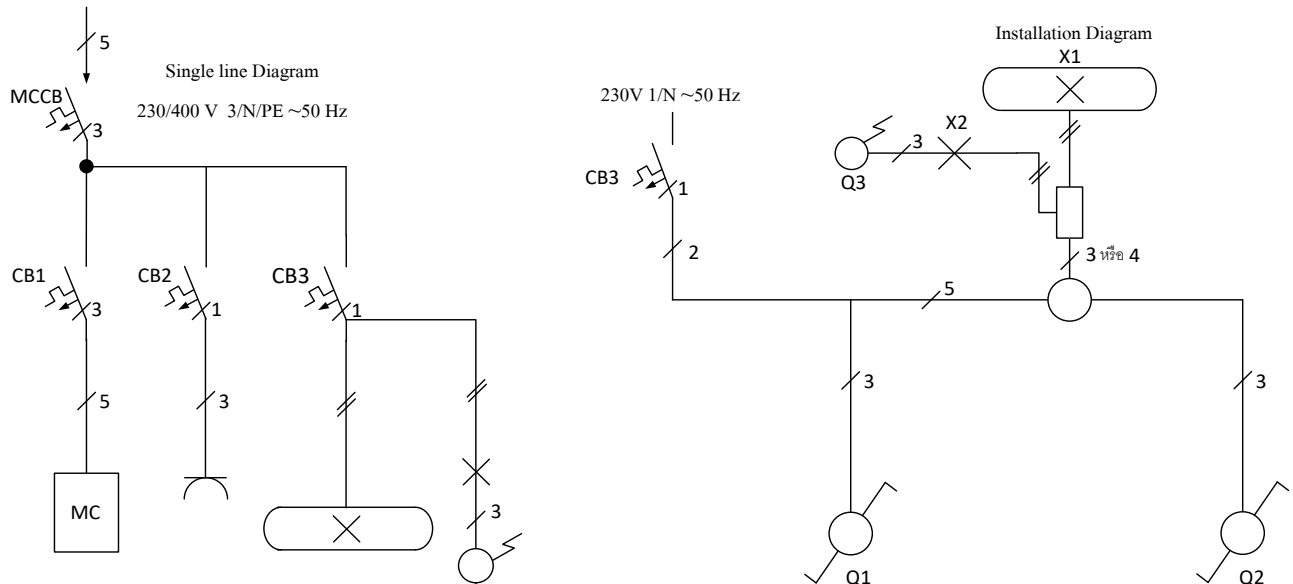 5
Single line Diagram
MCCB
230/400 V 3/N/PE ~50 Hz
3
CB1
CB2
CB3
3
1
1
5
3
MC
3
Installation Diagram
X1
230V 1/N ~50 Hz
X2
3
Q3
CB3
1
2
3 หรือ 4
5
3
3
Q1
Q2